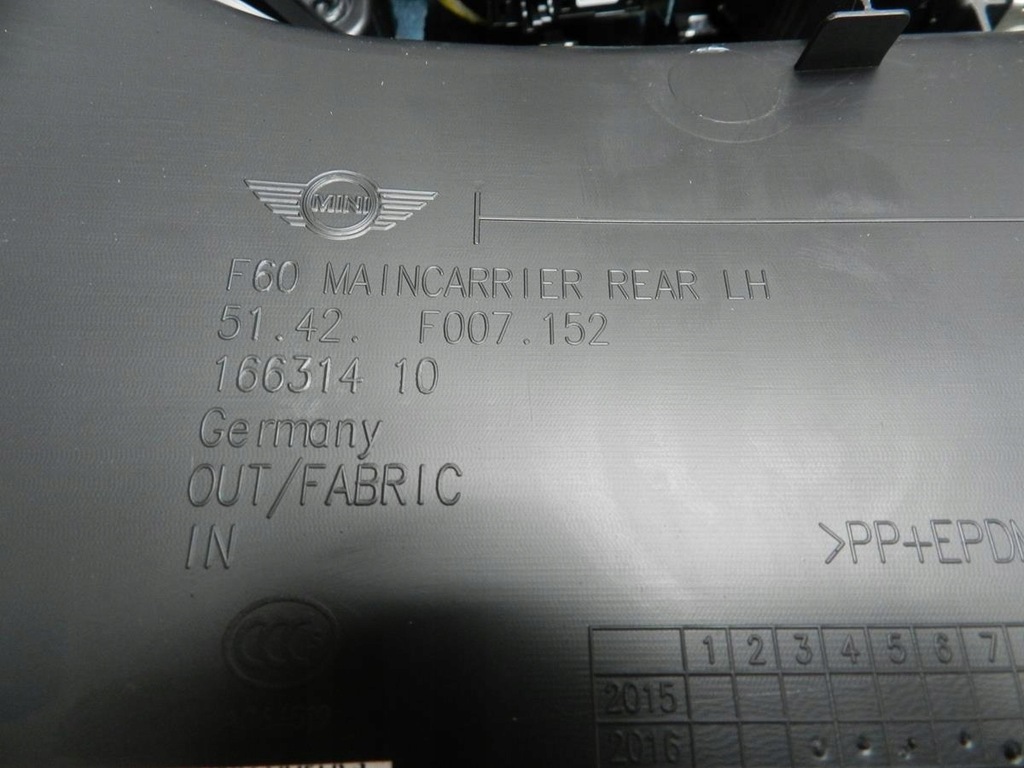 MINI
F60 MAINCARRIER REAR LH
51.42. F007.152
166314 10
Germany
OUT/FABRIC
IN
>PP+EPDM
CCC
1 2 3 4 5 6 7
2015
2016